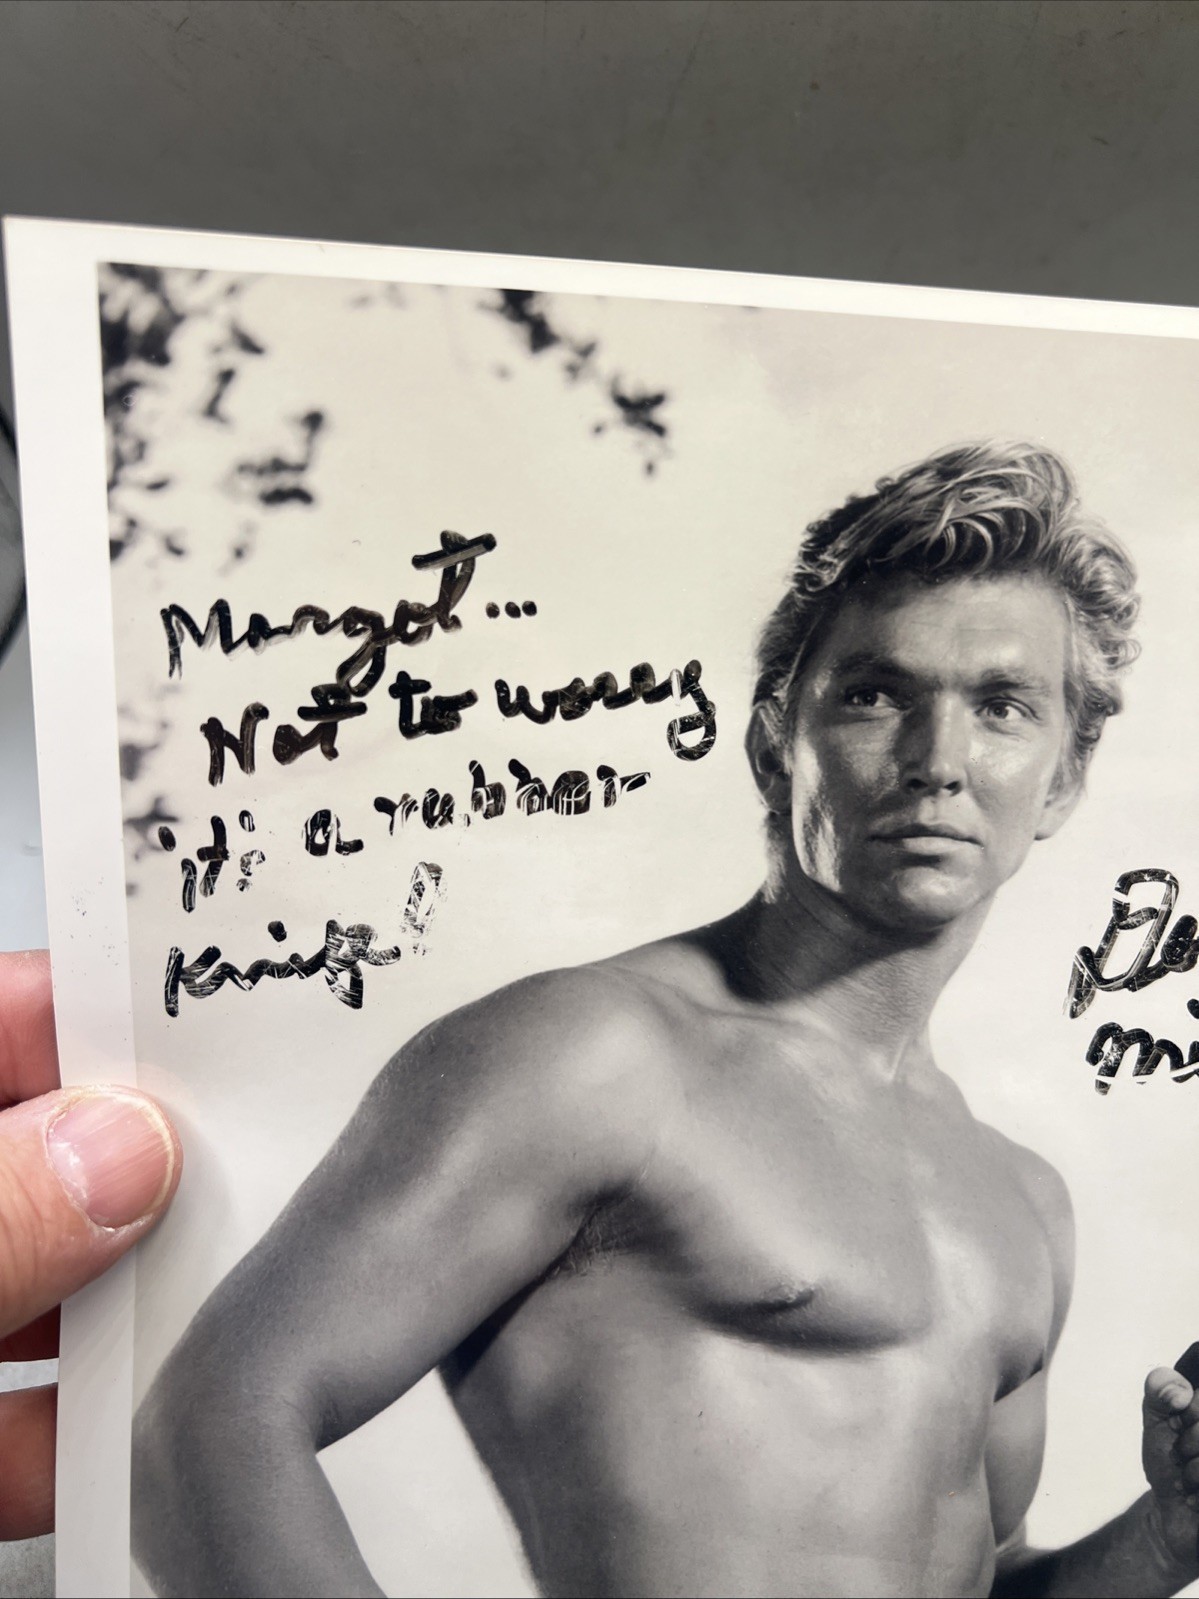 Margot...
Not to worry
it's a rubber
Knife!